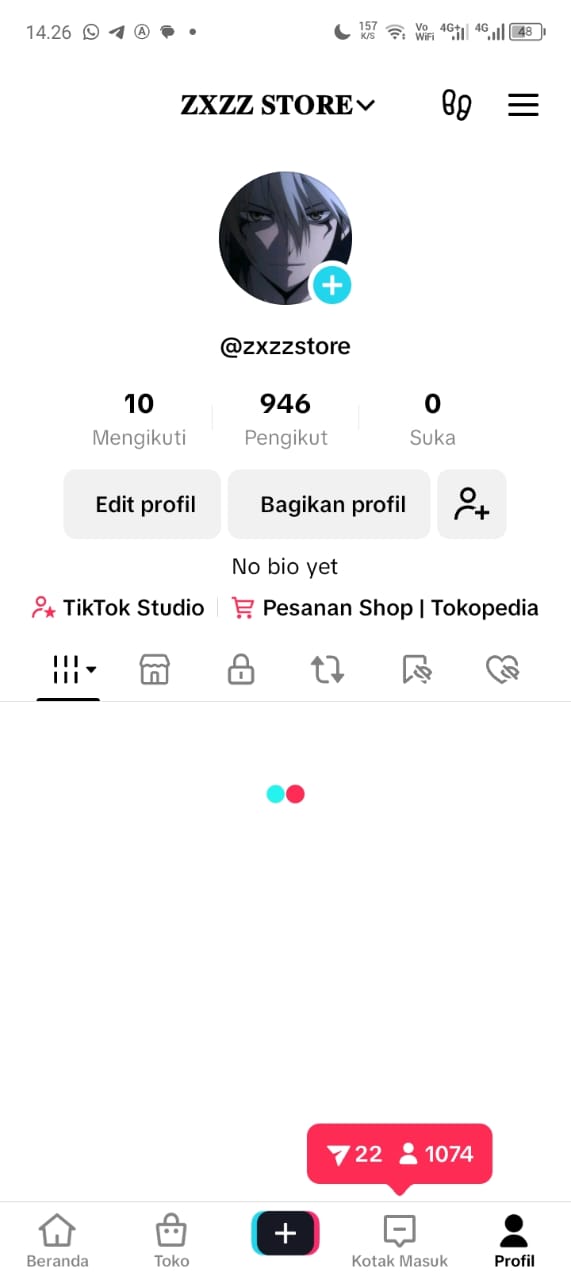 14.26 157 K/S Vo WiFi 4G+ 4G 48
ZXZZ STORE
@zxzzstore
10 946 0
Mengikuti Pengikut Suka
Edit profil Bagikan profil
No bio yet
TikTok Studio Pesanan Shop | Tokopedia
22 1074
Beranda Toko Kotak Masuk Profil